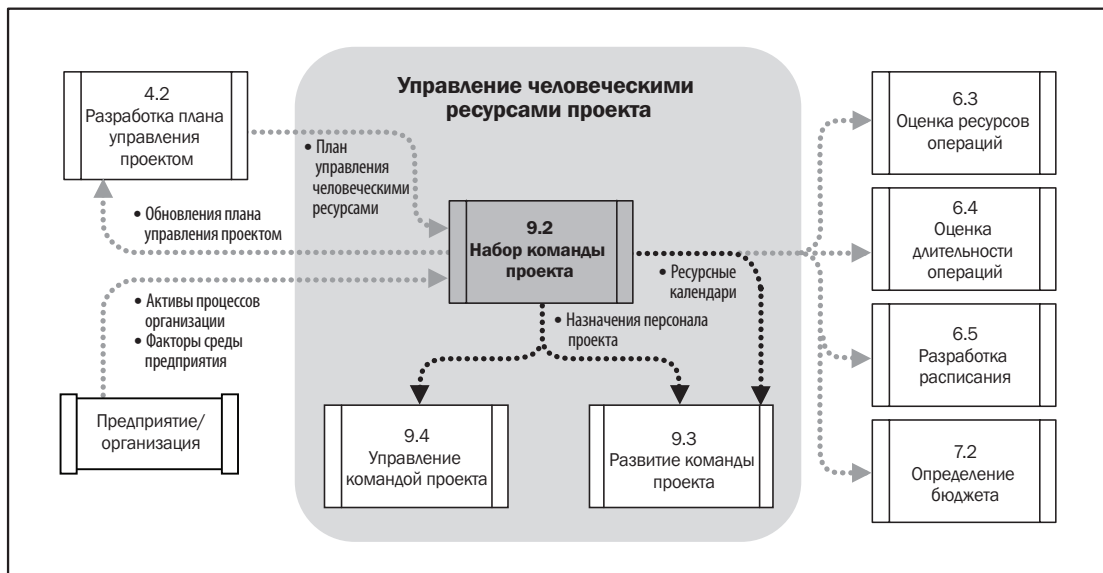 Управление человеческими
ресурсами проекта
4.2
Разработка плана
управления
проектом
• План
управления
человеческими
ресурсами
• Обновления плана
управления проектом
• Активы процессов
организации
• Факторы среды
предприятия
Предприятие/
организация
9.2
Набор команды
проекта
• Ресурсные
календари
• Назначения персонала
проекта
9.4
Управление
командой проекта
9.3
Развитие команды
проекта
6.3
Оценка ресурсов
операций
6.4
Оценка
длительности
операций
6.5
Разработка
расписания
7.2
Определение
бюджета